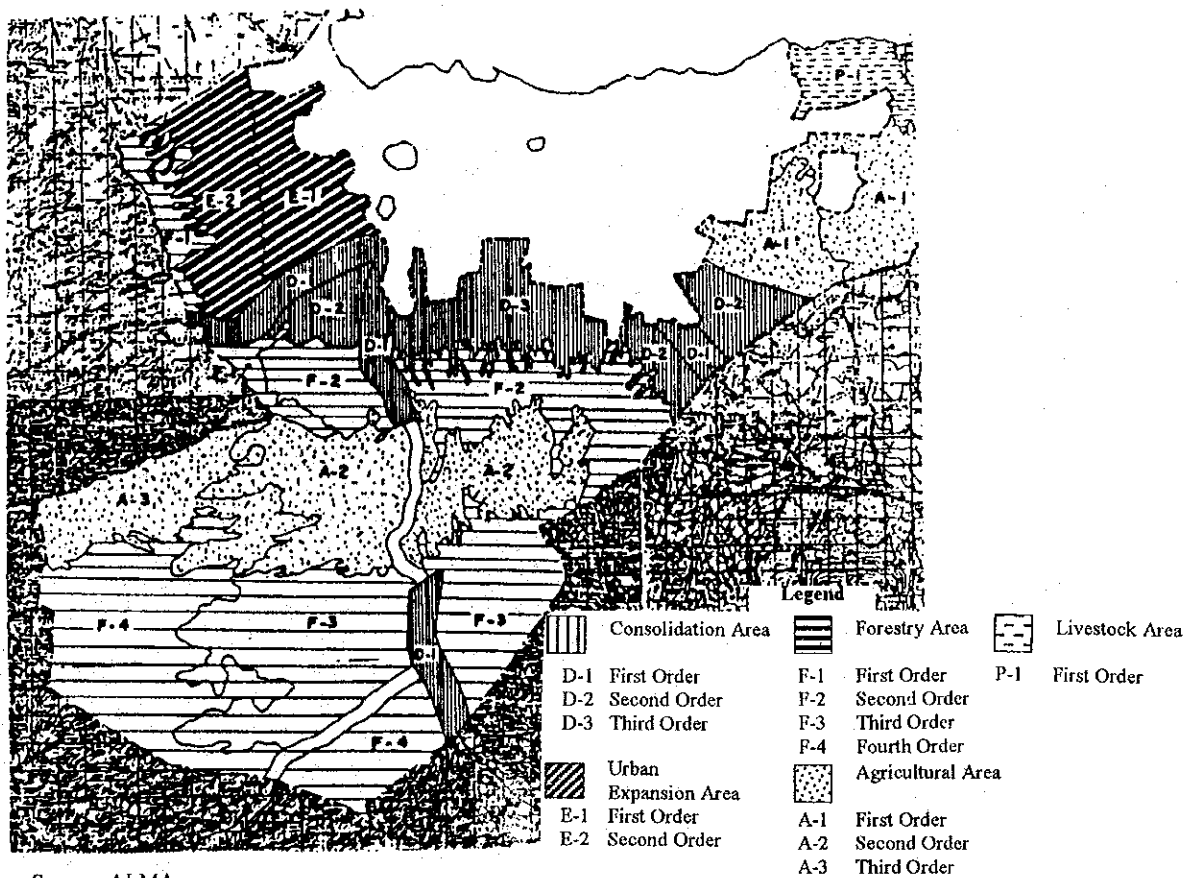 P-1
A-1
A-1
E-2
E-1
F-1
D-1
D-2
D-3
D-2
D-1
D-2
D-1
F-2
F-2
A-2
A-2
A-3
F-4
F-3
F-3
D-1
F-4
Legend
Consolidation Area
D-1 First Order
D-2 Second Order
D-3 Third Order
Urban
Expansion Area
E-1 First Order
E-2 Second Order
Forestry Area
F-1 First Order
F-2 Second Order
F-3 Third Order
F-4 Fourth Order
Agricultural Area
A-1 First Order
A-2 Second Order
A-3 Third Order
Livestock Area
P-1 First Order